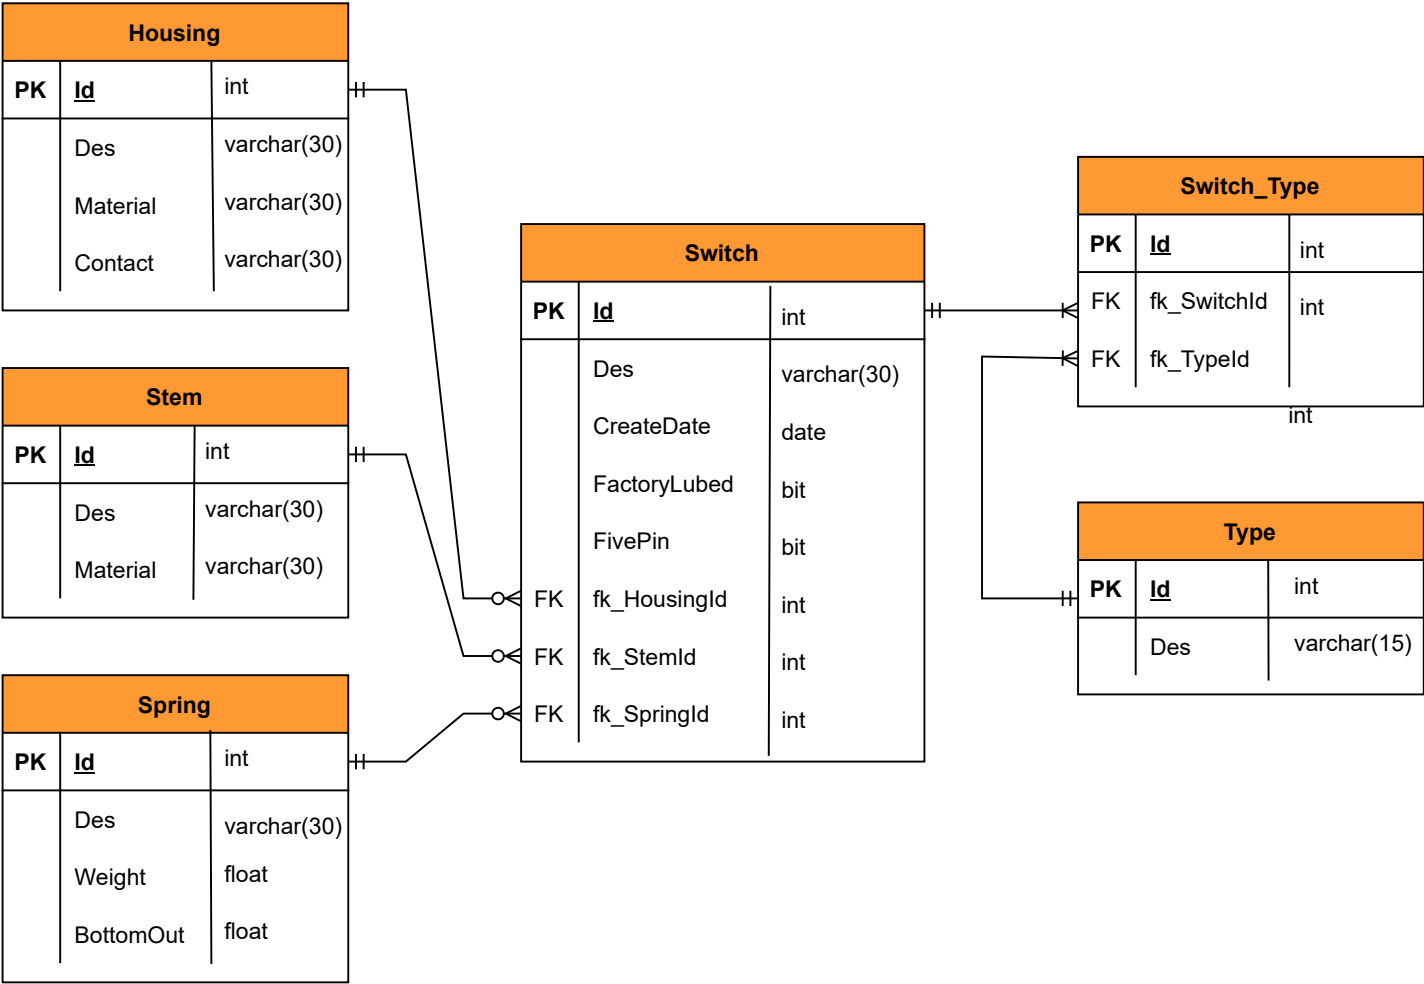 Housing
PK Id int
Des varchar(30)
Material varchar(30)
Contact varchar(30)
Stem
PK Id int
Des varchar(30)
Material varchar(30)
Spring
PK Id int
Des varchar(30)
Weight float
BottomOut float
Switch
PK Id int
Des varchar(30)
CreateDate date
FactoryLubed bit
FivePin bit
FK fk_HousingId int
FK fk_StemId int
FK fk_SpringId int
Switch_Type
PK Id int
FK fk_SwitchId int
FK fk_TypeId
int
Type
PK Id int
Des varchar(15)